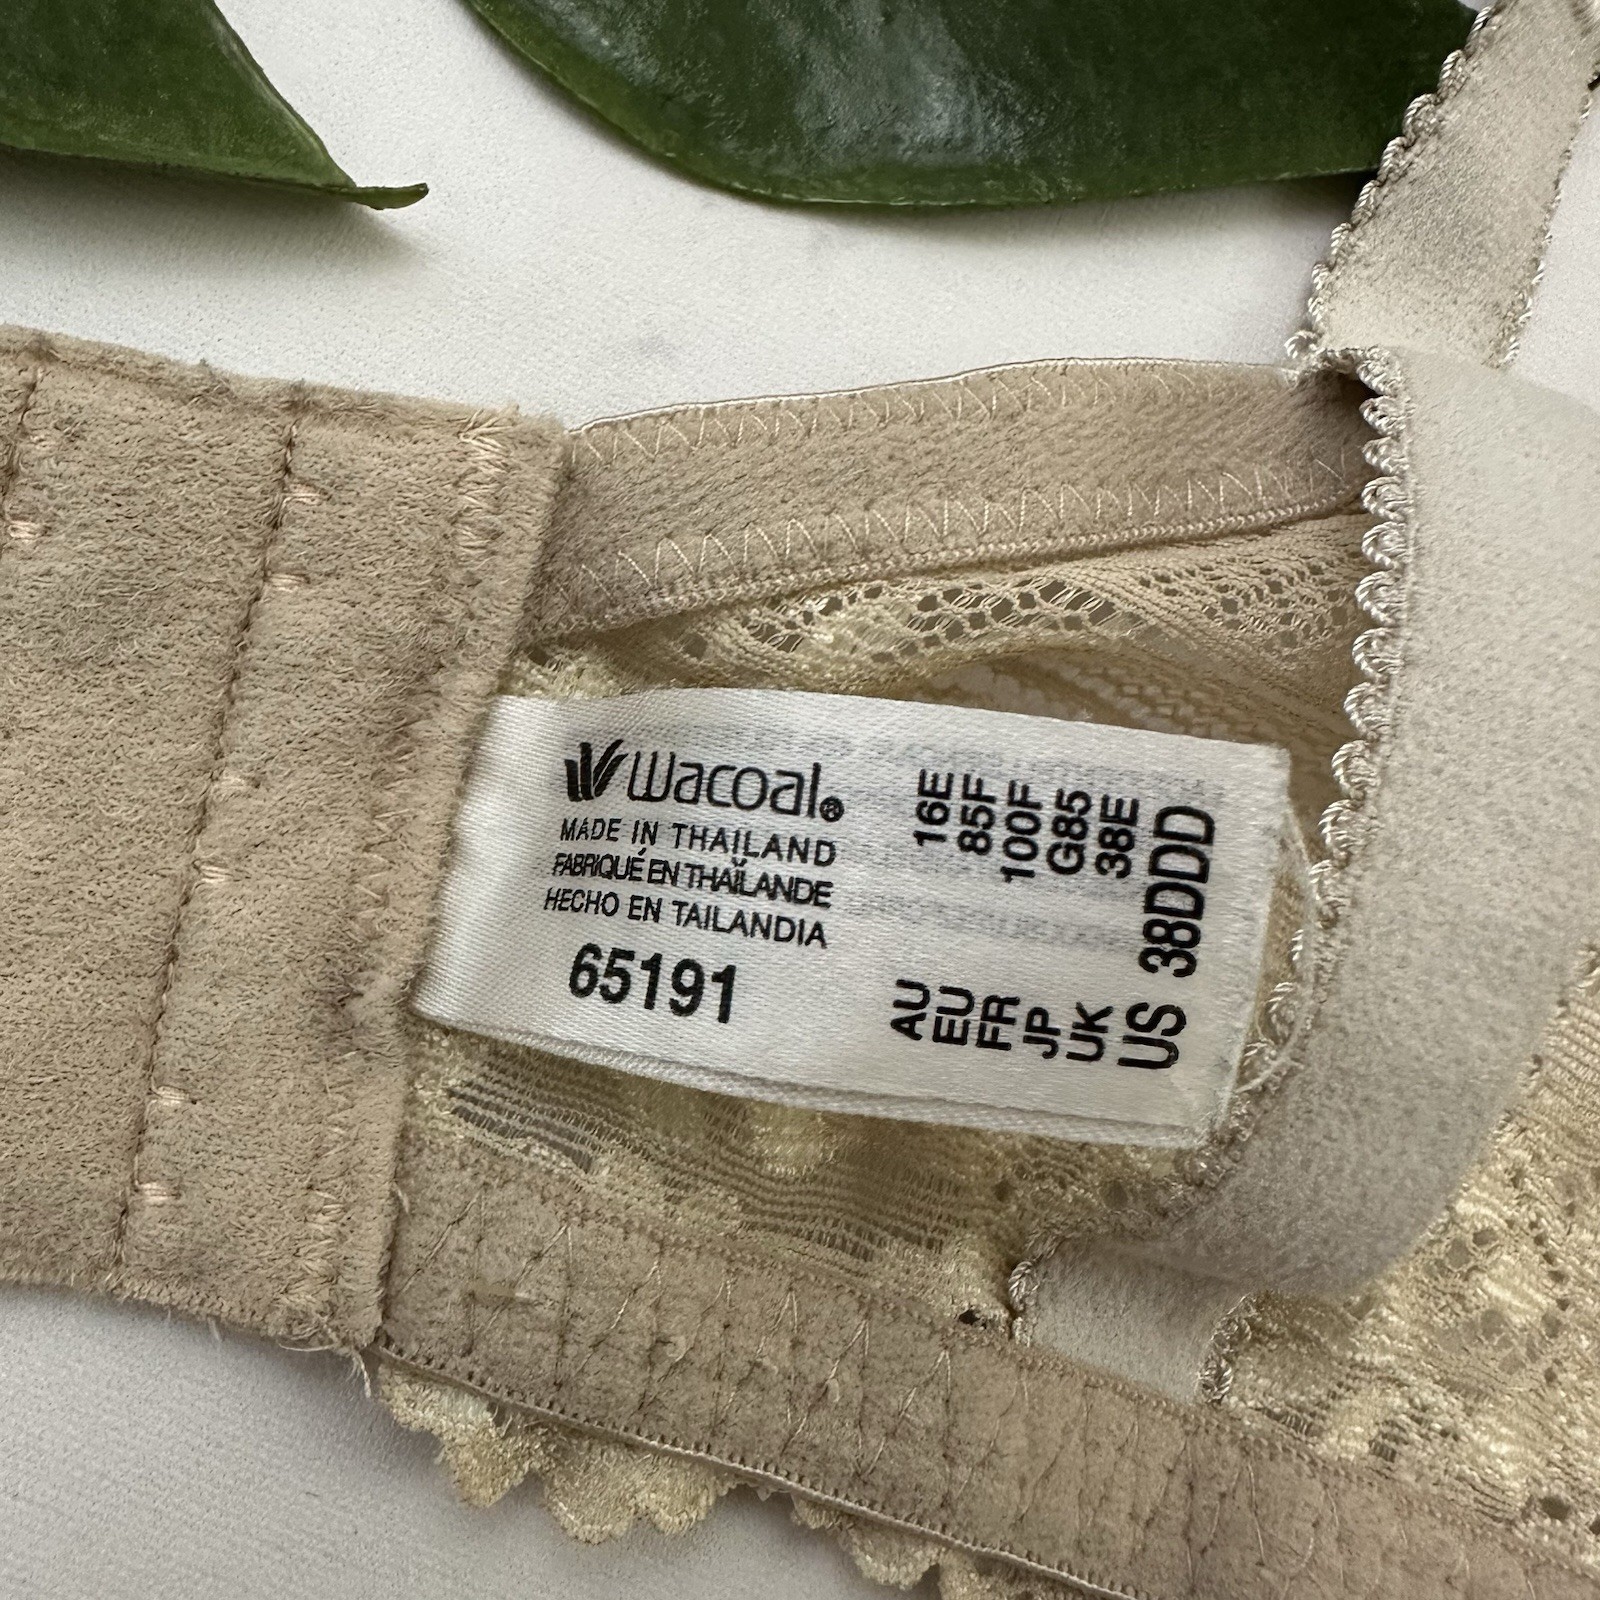 Wacoal®
MADE IN THAILAND
FABRIQUÉ EN THAÏLANDE
HECHO EN TAILANDIA
65191
AU 16E
EU 85F
FR 100F
JP G85
UK 38E
US 38DDD